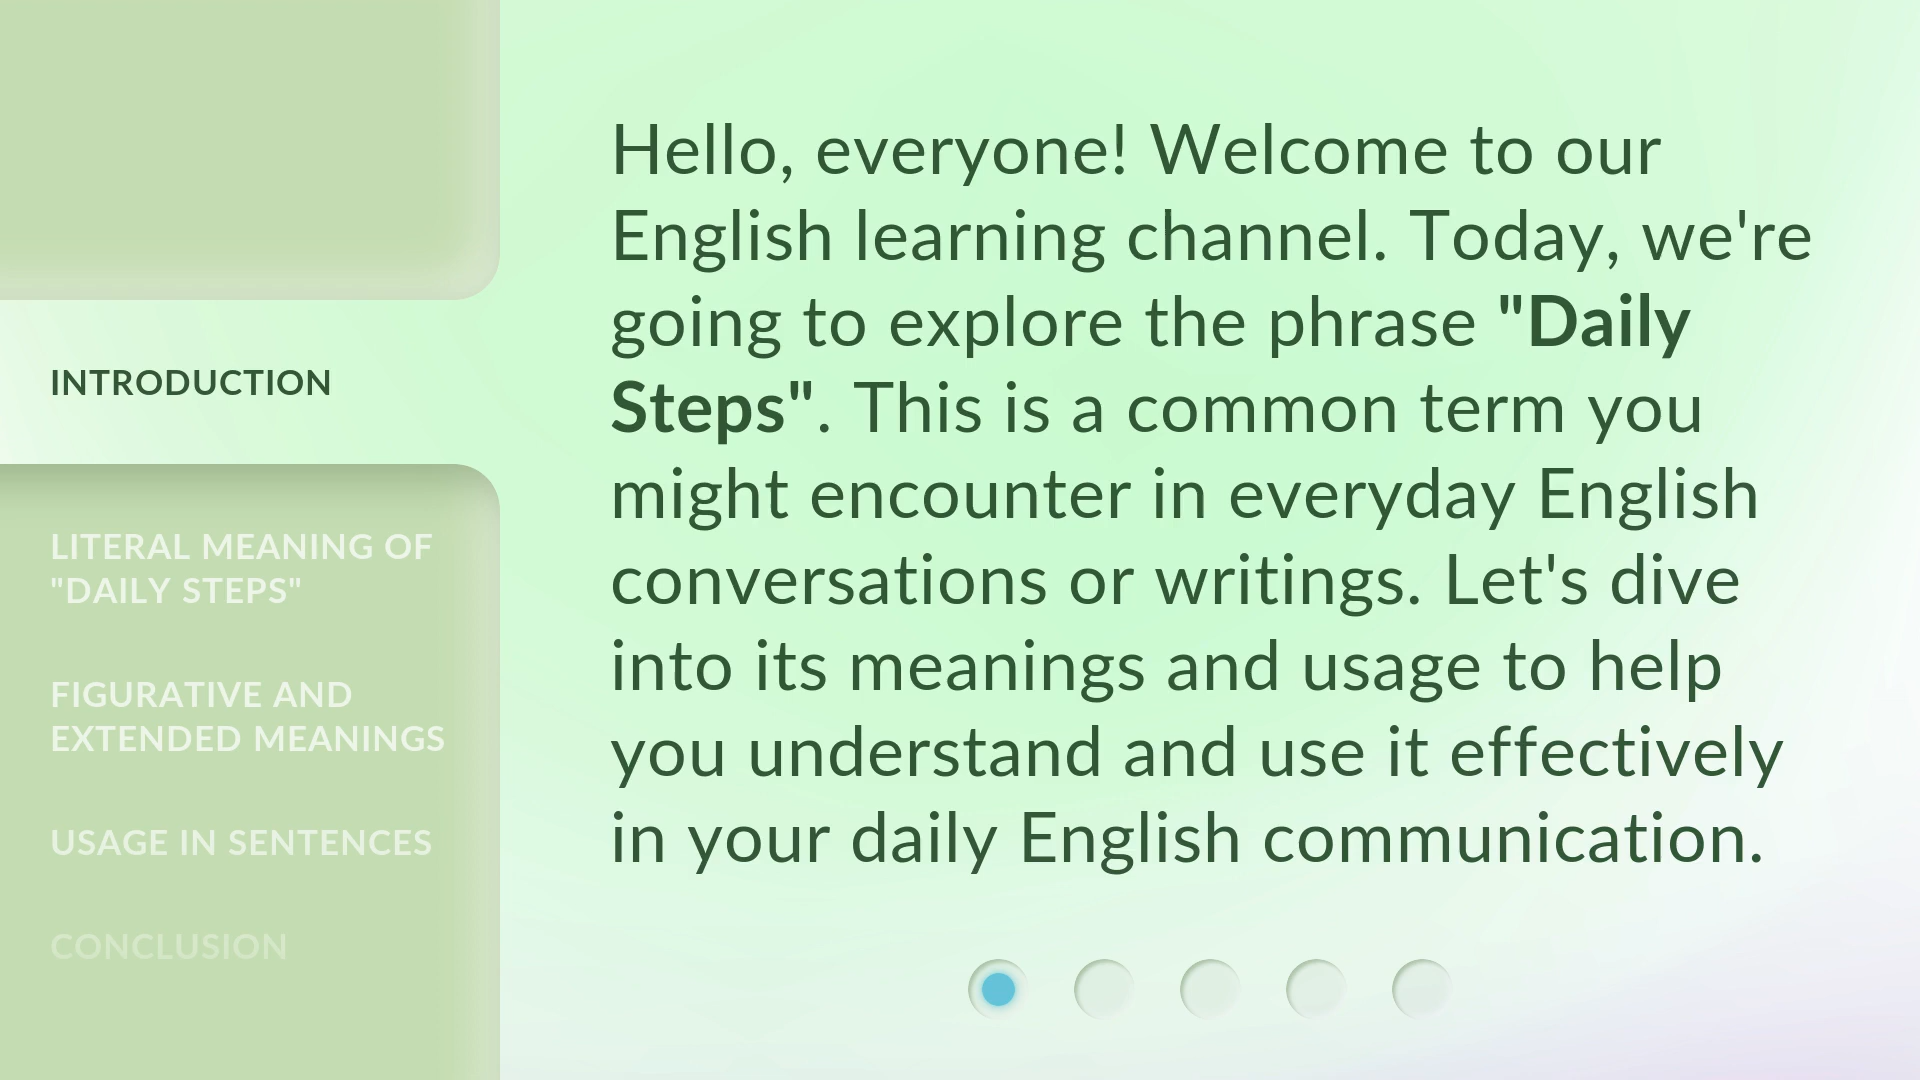 INTRODUCTION
LITERAL MEANING OF
"DAILY STEPS"
FIGURATIVE AND
EXTENDED MEANINGS
USAGE IN SENTENCES
CONCLUSION
Hello, everyone! Welcome to our
English learning channel. Today, we're
going to explore the phrase "Daily
Steps". This is a common term you
might encounter in everyday English
conversations or writings. Let's dive
into its meanings and usage to help
you understand and use it effectively
in your daily English communication.